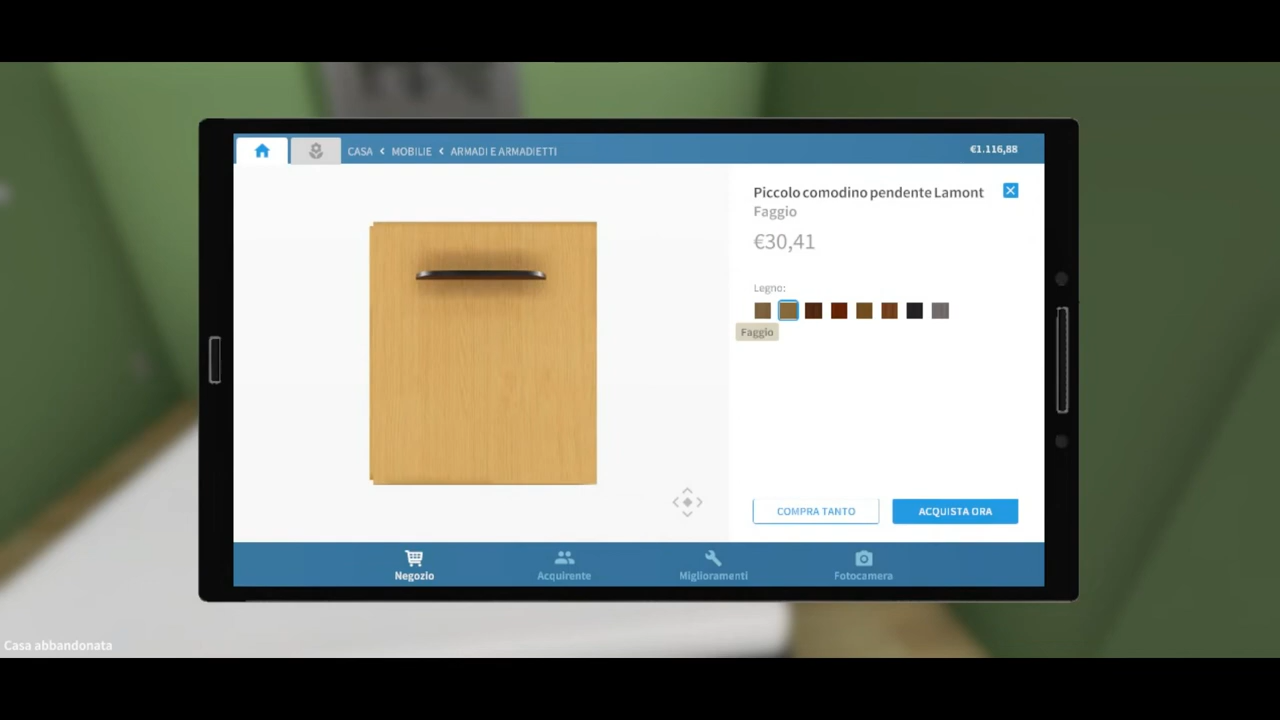 CASA < MOBILIE < ARMADI E ARMADIETTI
€1.116,88
Piccolo comodino pendente Lamont
Faggio
€30,41
Legno:
Faggio
COMPRA TANTO
ACQUISTA ORA
Negozio
Acquirente
Miglioramenti
Fotocamera
Casa abbandonata